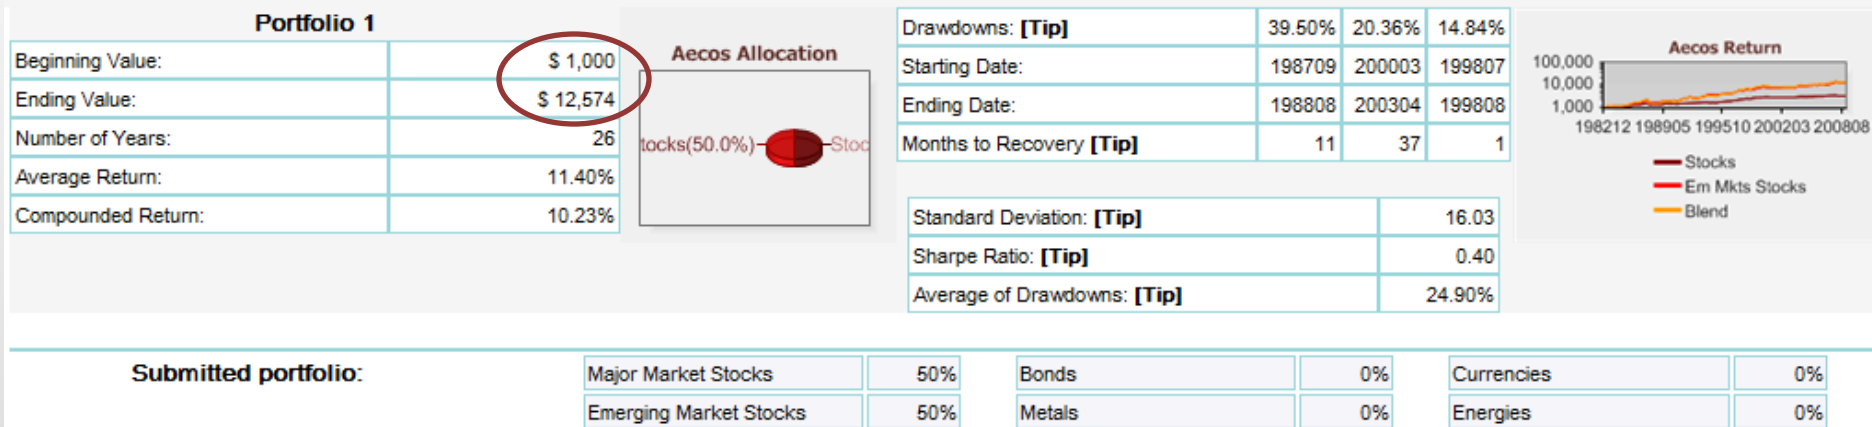 Portfolio 1
Beginning Value: $ 1,000
Ending Value: $ 12,574
Number of Years: 26
Average Return: 11.40%
Compounded Return: 10.23%
Aecos Allocation
tocks(50.0%) Stoc
Drawdowns: [Tip] 39.50% 20.36% 14.84%
Starting Date: 198709 200003 199807
Ending Date: 198808 200304 199808
Months to Recovery [Tip] 11 37 1
Standard Deviation: [Tip] 16.03
Sharpe Ratio: [Tip] 0.40
Average of Drawdowns: [Tip] 24.90%
Aecos Return
100,000
10,000
1,000
198212 198905 199510 200203 200808
Stocks
Em Mkts Stocks
Blend
Submitted portfolio:
Major Market Stocks 50% Bonds 0% Currencies 0%
Emerging Market Stocks 50% Metals 0% Energies 0%